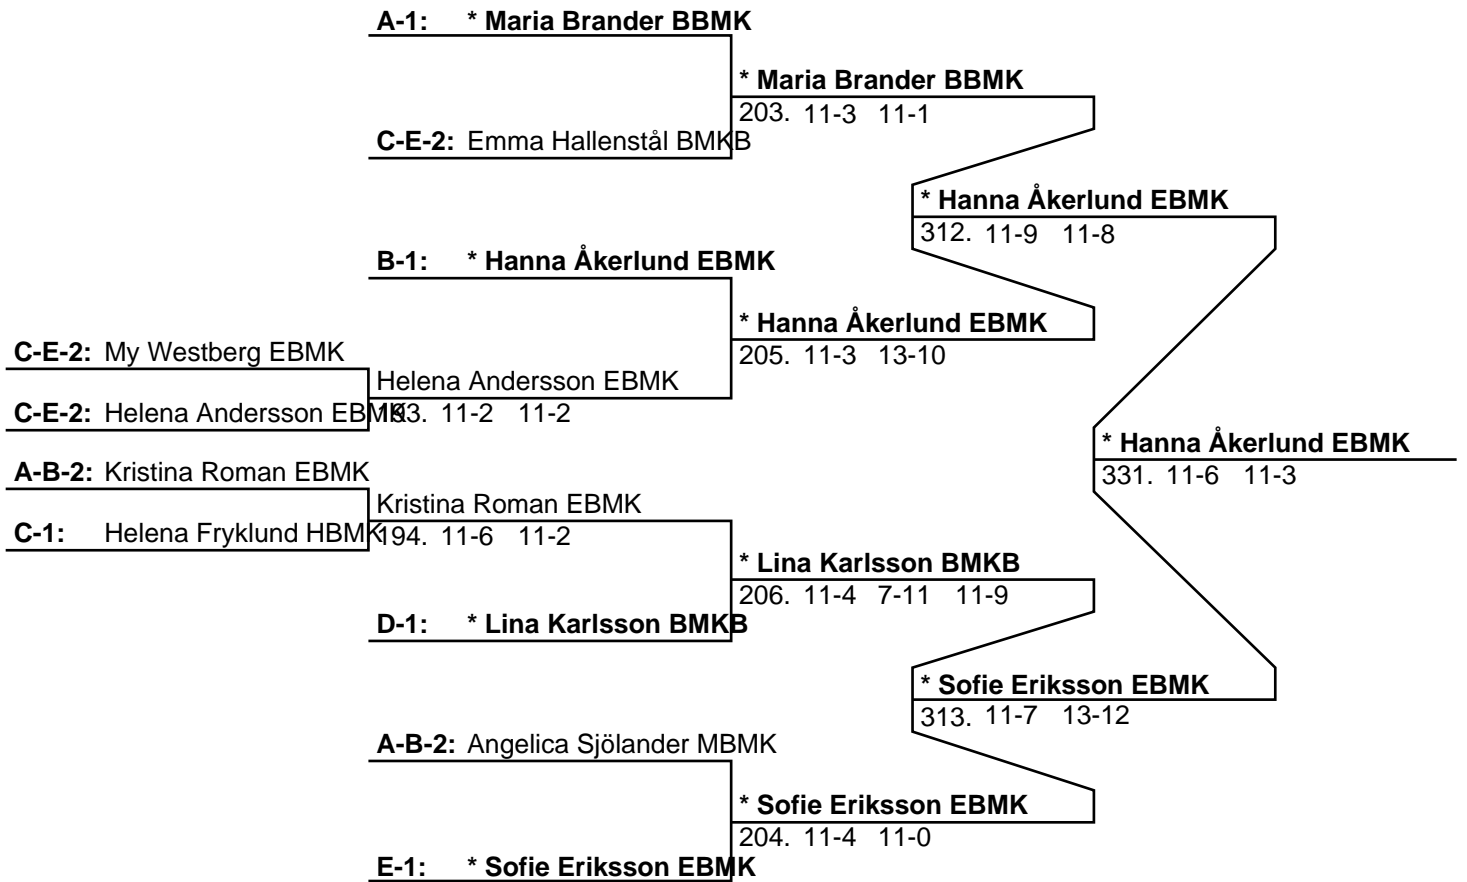 A-1: * Maria Brander BBMK
* Maria Brander BBMK
203. 11-3 11-1
C-E-2: Emma Hallenstål BMKB
* Hanna Åkerlund EBMK
312. 11-9 11-8
B-1: * Hanna Åkerlund EBMK
* Hanna Åkerlund EBMK
205. 11-3 13-10
C-E-2: My Westberg EBMK
Helena Andersson EBMK
C-E-2: Helena Andersson EBMK
193. 11-2 11-2
* Hanna Åkerlund EBMK
331. 11-6 11-3
A-B-2: Kristina Roman EBMK
Kristina Roman EBMK
C-1: Helena Fryklund HBMK
194. 11-6 11-2
* Lina Karlsson BMKB
206. 11-4 7-11 11-9
D-1: * Lina Karlsson BMKB
* Sofie Eriksson EBMK
313. 11-7 13-12
A-B-2: Angelica Sjölander MBMK
* Sofie Eriksson EBMK
204. 11-4 11-0
E-1: * Sofie Eriksson EBMK